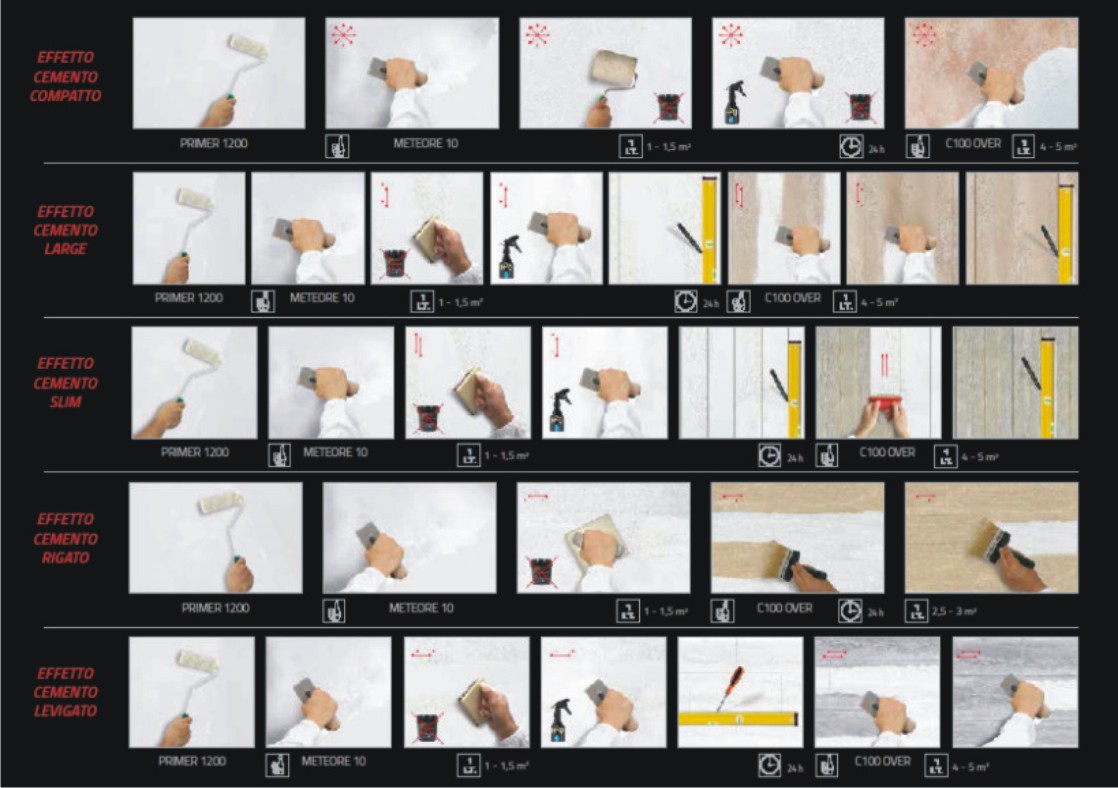 EFFETTO
CEMENTO
COMPATTO
PRIMER 1200
METEORE 10
1 LT.
1 - 1,5 m²
24 h
C100 OVER
1 LT.
4 - 5 m²
EFFETTO
CEMENTO
LARGE
PRIMER 1200
METEORE 10
1 LT.
1 - 1,5 m²
24 h
C100 OVER
1 LT.
4 - 5 m²
EFFETTO
CEMENTO
SLIM
PRIMER 1200
METEORE 10
1 LT.
1 - 1,5 m²
24 h
C100 OVER
1 LT.
4 - 5 m²
EFFETTO
CEMENTO
RIGATO
PRIMER 1200
METEORE 10
1 LT.
1 - 1,5 m²
C100 OVER
24 h
1 LT.
2,5 - 3 m²
EFFETTO
CEMENTO
LEVIGATO
PRIMER 1200
METEORE 10
1 LT.
1 - 1,5 m²
24 h
C100 OVER
1 LT.
4 - 5 m²